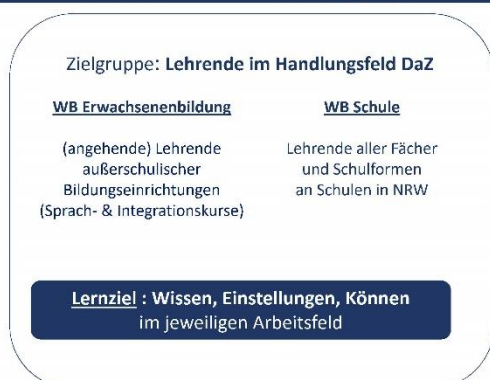 Zielgruppe: Lehrende im Handlungsfeld DaZ
WB Erwachsenenbildung
(angehende) Lehrende
außerschulischer
Bildungseinrichtungen
(Sprach- & Integrationskurse)
WB Schule
Lehrende aller Fächer
und Schulformen
an Schulen in NRW
Lernziel : Wissen, Einstellungen, Können
im jeweiligen Arbeitsfeld